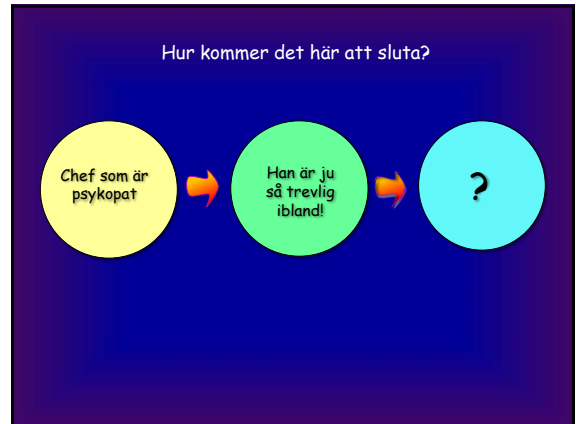 Hur kommer det här att sluta?
Chef som är
psykopat
Han är ju
så trevlig
ibland!
?